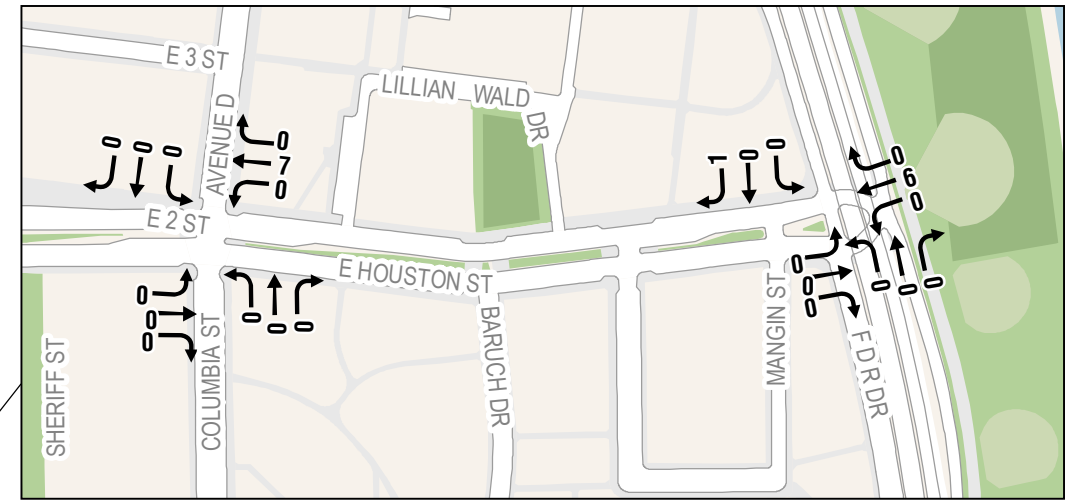 E 3 ST
LILLIAN WALD DR
AVENUE D
0
0
0
0
7
0
1
0
0
0
6
0
E 2 ST
E HOUSTON ST
0
0
0
0
0
0
0
0
0
0
0
0
SHERIFF ST
COLUMBIA ST
BARUCH DR
MANGIN ST
F D R DR